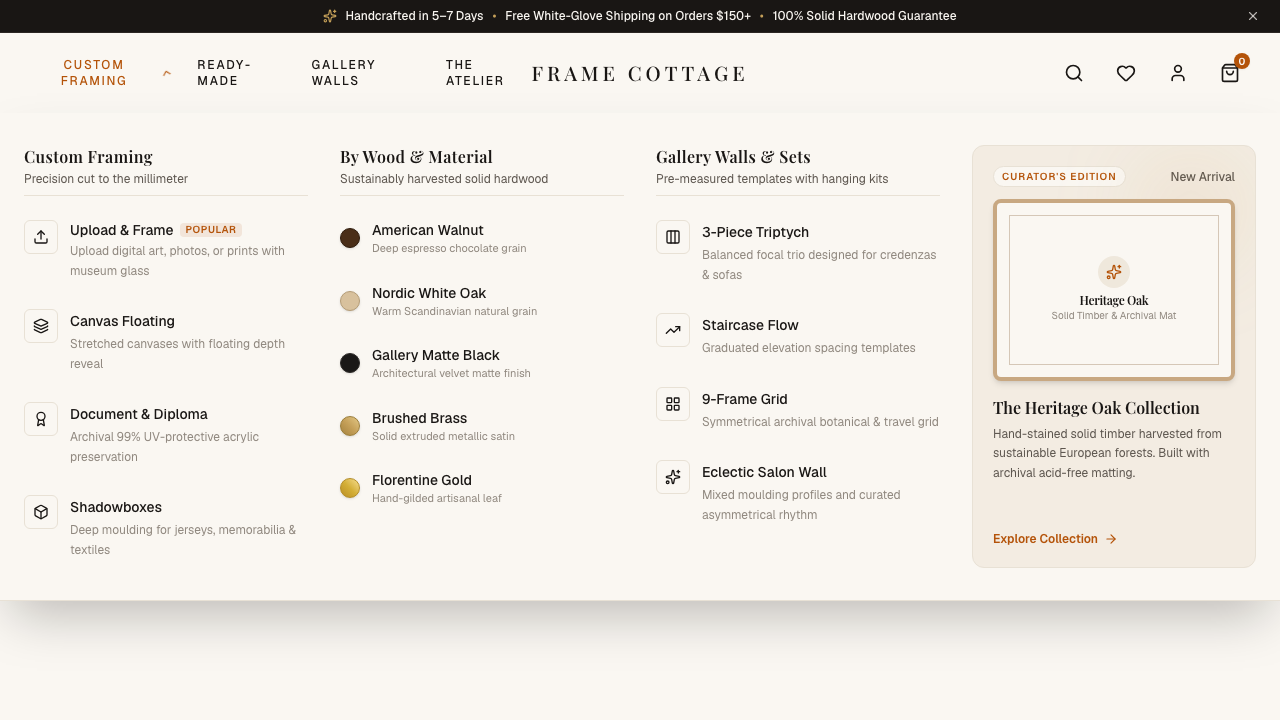 Handcrafted in 5–7 Days • Free White-Glove Shipping on Orders $150+ • 100% Solid Hardwood Guarantee
CUSTOM
FRAMING
READY-
MADE
GALLERY
WALLS
THE
ATELIER
FRAME COTTAGE
0
Custom Framing
Precision cut to the millimeter
Upload & Frame POPULAR
Upload digital art, photos, or prints with
museum glass
Canvas Floating
Stretched canvases with floating depth
reveal
Document & Diploma
Archival 99% UV-protective acrylic
preservation
Shadowboxes
Deep moulding for jerseys, memorabilia &
textiles
By Wood & Material
Sustainably harvested solid hardwood
American Walnut
Deep espresso chocolate grain
Nordic White Oak
Warm Scandinavian natural grain
Gallery Matte Black
Architectural velvet matte finish
Brushed Brass
Solid extruded metallic satin
Florentine Gold
Hand-gilded artisanal leaf
Gallery Walls & Sets
Pre-measured templates with hanging kits
3-Piece Triptych
Balanced focal trio designed for credenzas
& sofas
Staircase Flow
Graduated elevation spacing templates
9-Frame Grid
Symmetrical archival botanical & travel grid
Eclectic Salon Wall
Mixed moulding profiles and curated
asymmetrical rhythm
CURATOR'S EDITION
New Arrival
Heritage Oak
Solid Timber & Archival Mat
The Heritage Oak Collection
Hand-stained solid timber harvested from
sustainable European forests. Built with
archival acid-free matting.
Explore Collection